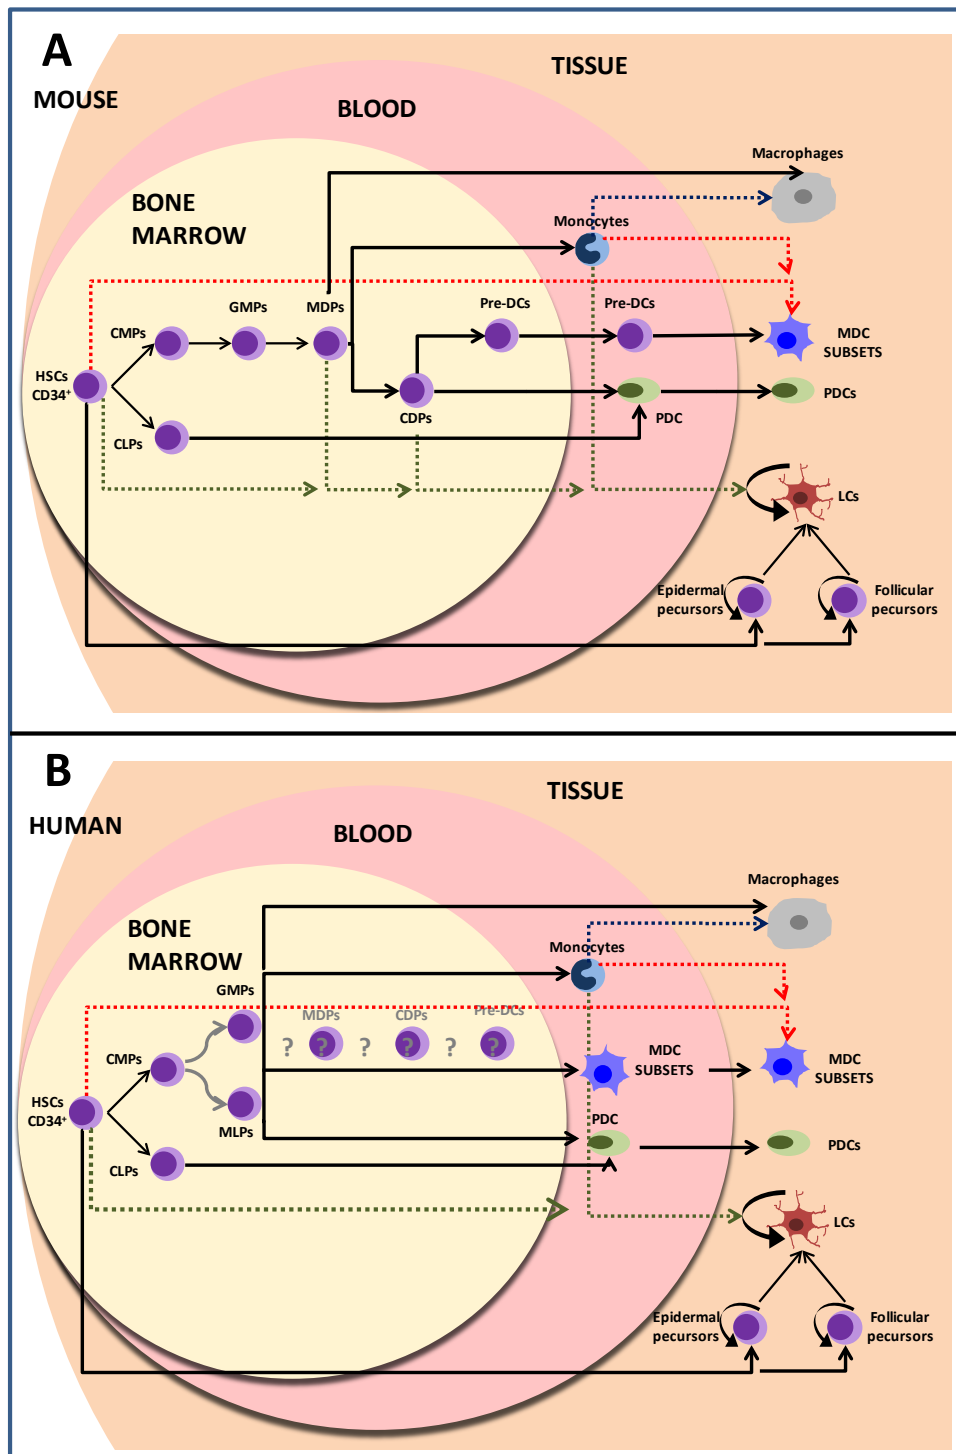 A
MOUSE
TISSUE
BLOOD
BONE
MARROW
Macrophages
Monocytes
Pre-DCs
Pre-DCs
GMPs
MDPs
CMPs
MDC
SUBSETS
HSCs
CD34+
CDPs
PDC
PDCs
CLPs
LCs
Epidermal
pecursors
Follicular
pecursors
B
HUMAN
TISSUE
BLOOD
BONE
MARROW
Macrophages
Monocytes
GMPs
MDPs
CDPs
Pre-DCs
? ? ? ? ? ?
CMPs
MDC
SUBSETS
MDC
SUBSETS
HSCs
CD34+
MLPs
PDC
PDCs
CLPs
LCs
Epidermal
pecursors
Follicular
pecursors